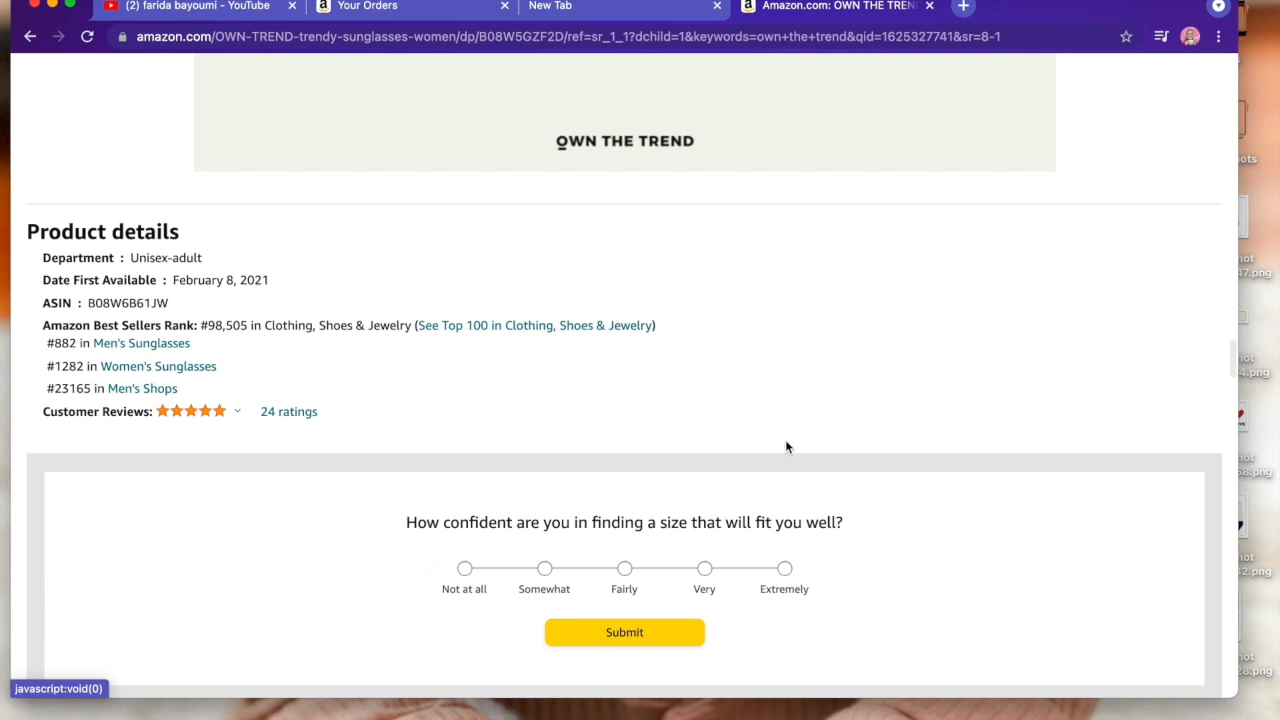 (2) farida bayoumi - YouTube
Your Orders
New Tab
Amazon.com: OWN THE TREN
amazon.com/OWN-TREND-trendy-sunglasses-women/dp/B08W5GZF2D/ref=sr_1_1?dchild=1&keywords=own+the+trend&qid=1625327741&sr=8-1
OWN THE TREND
Product details
Department : Unisex-adult
Date First Available : February 8, 2021
ASIN : B08W6B61JW
Amazon Best Sellers Rank: #98,505 in Clothing, Shoes & Jewelry (See Top 100 in Clothing, Shoes & Jewelry)
#882 in Men's Sunglasses
#1282 in Women's Sunglasses
#23165 in Men's Shops
Customer Reviews: 24 ratings
How confident are you in finding a size that will fit you well?
Not at all Somewhat Fairly Very Extremely
Submit
javascript:void(0)